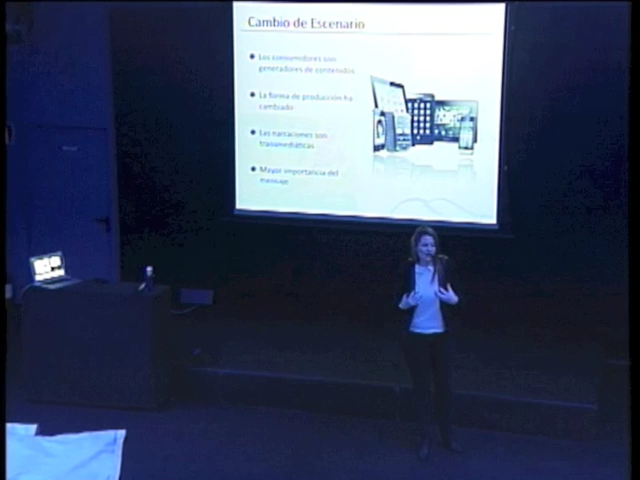 Cambio de Escenario
Los consumidores son
generadores de contenidos
La forma de producción ha
cambiado
Las narraciones son
transmediáticas
Mayor importancia del
mensaje